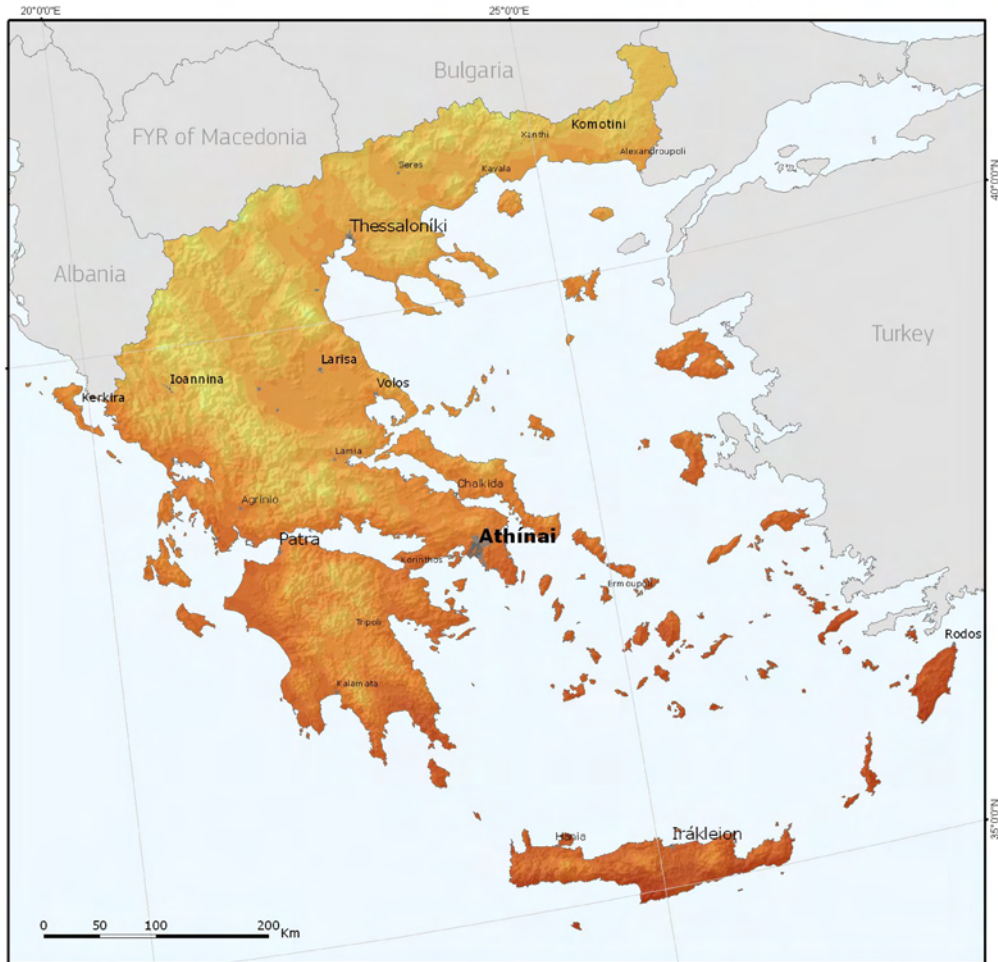 20°0'0"E
25°0'0"E
Bulgaria
FYR of Macedonia
Komotini
Xanthi
Alexandroupoli
Seres
Kavala
40°0'0"N
Thessaloníki
Albania
Turkey
Larisa
Ioannina
Volos
Kerkira
Lamia
Chalkida
Agrinio
Patra
Athínai
Korinthos
Ermoupoli
Tripoli
Rodos
Kalamata
35°0'0"N
Hania
Irákleion
0 50 100 200 Km